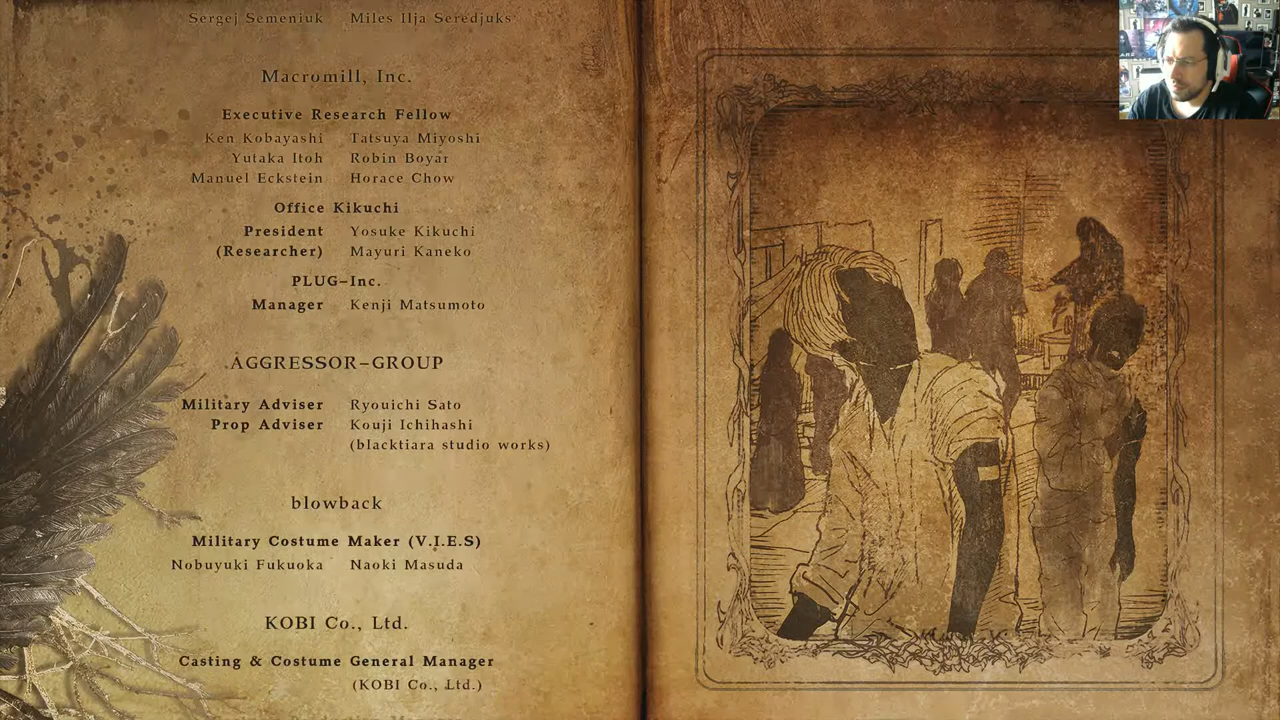 Sergej Semeniuk Miles Ilja Seredjuks
Macromill, Inc.
Executive Research Fellow
Ken Kobayashi Tatsuya Miyoshi
Yutaka Itoh Robin Boyar
Manuel Eckstein Horace Chow
Office Kikuchi
President Yosuke Kikuchi
(Researcher) Mayuri Kaneko
PLUG-Inc.
Manager Kenji Matsumoto
AGGRESSOR-GROUP
Military Adviser Ryouichi Sato
Prop Adviser Kouji Ichihashi
(blacktiara studio works)
blowback
Military Costume Maker (V.I.E.S)
Nobuyuki Fukuoka Naoki Masuda
KOBI Co., Ltd.
Casting & Costume General Manager
(KOBI Co., Ltd.)